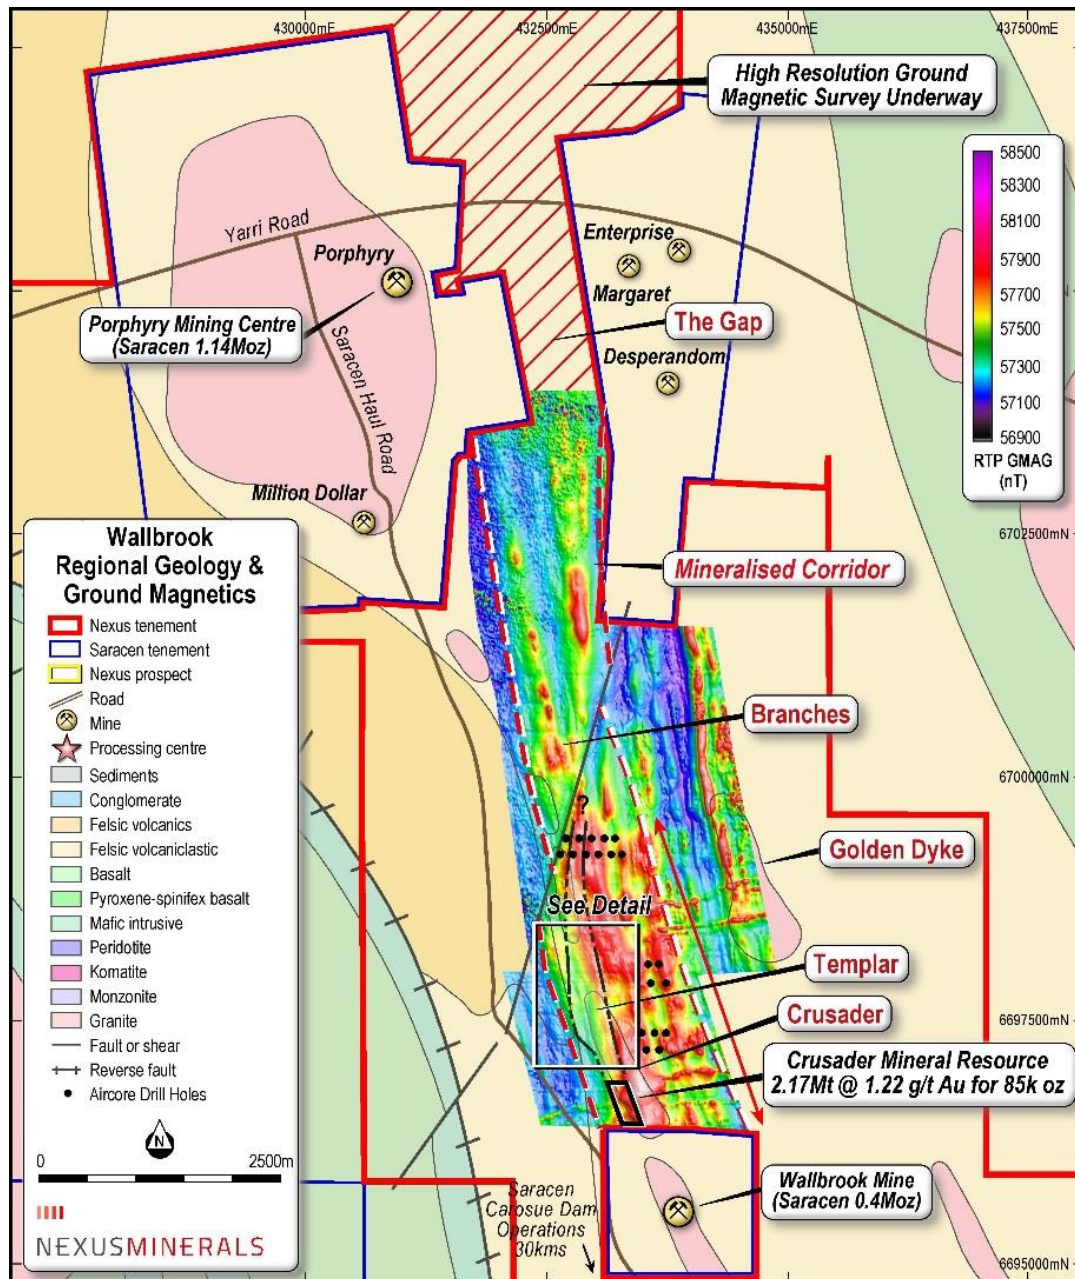 430000mE
432500mE
435000mE
437500mE
High Resolution Ground
Magnetic Survey Underway
58500
58300
58100
57900
57700
57500
57300
57100
56900
RTP GMAG
(nT)
Yarri Road
Porphyry
Enterprise
Margaret
Porphyry Mining Centre
(Saracen 1.14Moz)
The Gap
Desperandom
Saracen Haul Road
Million Dollar
6702500mN
Mineralised Corridor
Branches
6700000mN
?
Golden Dyke
See Detail
Templar
Crusader
6697500mN
Crusader Mineral Resource
2.17Mt @ 1.22 g/t Au for 85k oz
Wallbrook Mine
(Saracen 0.4Moz)
Saracen
Carosue Dam
Operations
30kms
6695000mN
Wallbrook
Regional Geology &
Ground Magnetics
Nexus tenement
Saracen tenement
Nexus prospect
Road
Mine
Processing centre
Sediments
Conglomerate
Felsic volcanics
Felsic volcaniclastic
Basalt
Pyroxene-spinifex basalt
Mafic intrusive
Peridotite
Komatite
Monzonite
Granite
Fault or shear
Reverse fault
Aircore Drill Holes
N
0
2500m
NEXUSMINERALS